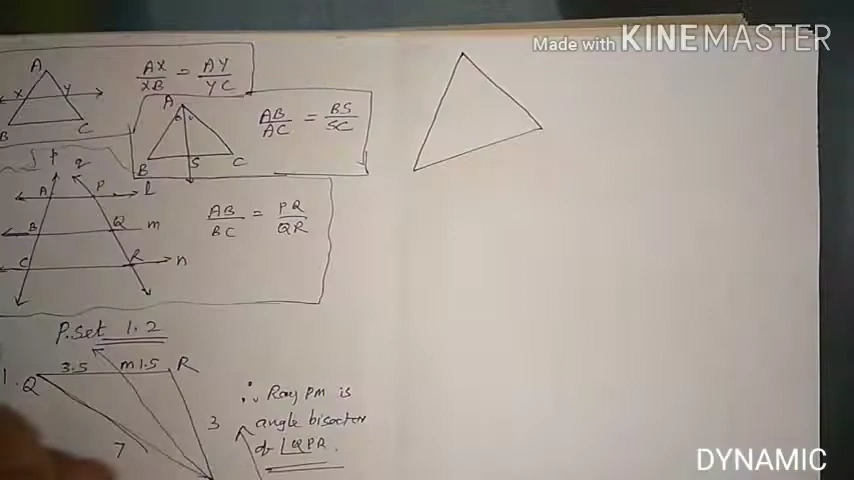 Made with KINEMASTER
A
X
Y
B
C
AX/XB = AY/YC
A
B
S
C
AB/AC = BS/SC
p q
A P l
B Q m
C R n
AB/BC = PR/QR
P.Set 1.2
1. Q 3.5 M 1.5 R
7
3
∴ Ray PM is
angle bisector
of ∠QPR.
DYNAMIC